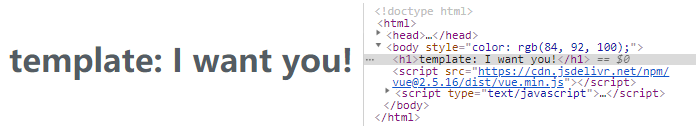 template: I want you!
<!doctype html>
<html>
<head>…</head>
<body style="color: rgb(84, 92, 100);">
… <h1>template: I want you!</h1> == $0
<script src="https://cdn.jsdelivr.net/npm/
vue@2.5.16/dist/vue.min.js"></script>
<script type="text/javascript">…</script>
</body>
</html>